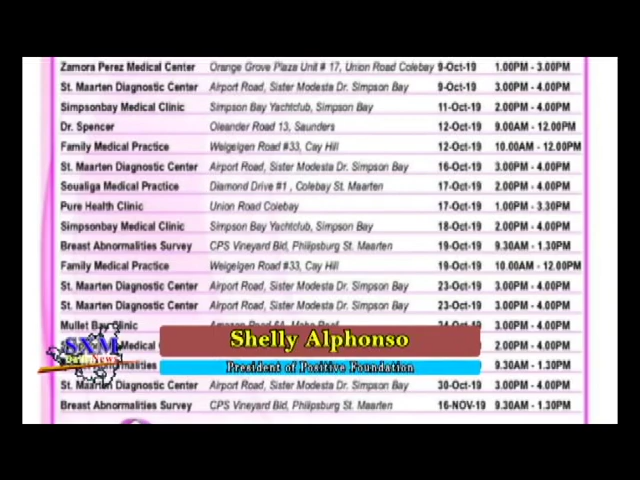 Zamora Perez Medical Center Orange Grove Plaza Unit # 17, Union Road Colebay 9-Oct-19 1.00PM - 3.00PM
St. Maarten Diagnostic Center Airport Road, Sister Modesta Dr. Simpson Bay 9-Oct-19 3.00PM - 4.00PM
Simpsonbay Medical Clinic Simpson Bay Yachtclub, Simpson Bay 11-Oct-19 2.00PM - 4.00PM
Dr. Spencer Oleander Road 13, Saunders 12-Oct-19 9.00AM - 12.00PM
Family Medical Practice Welgelgen Road #33, Cay Hill 12-Oct-19 10.00AM - 12.00PM
St. Maarten Diagnostic Center Airport Road, Sister Modesta Dr. Simpson Bay 16-Oct-19 3.00PM - 4.00PM
Soualiga Medical Practice Diamond Drive #1 , Colebay St. Maarten 17-Oct-19 2.00PM - 4.00PM
Pure Health Clinic Union Road Colebay 17-Oct-19 1.00PM - 3.30PM
Simpsonbay Medical Clinic Simpson Bay Yachtclub, Simpson Bay 18-Oct-19 2.00PM - 4.00PM
Breast Abnormalities Survey CPS Vineyard Bld, Philipsburg St. Maarten 19-Oct-19 9.30AM - 1.30PM
Family Medical Practice Welgelgen Road #33, Cay Hill 19-Oct-19 10.00AM - 12.00PM
St. Maarten Diagnostic Center Airport Road, Sister Modesta Dr. Simpson Bay 23-Oct-19 3.00PM - 4.00PM
St. Maarten Diagnostic Center Airport Road, Sister Modesta Dr. Simpson Bay 23-Oct-19 3.00PM - 4.00PM
Mullet Bay Clinic 24-Oct-19 3.00PM - 4.00PM
Medical 2.00PM - 4.00PM
9.30AM - 1.30PM
SXM
News
Shelly Alphonso
President of Positive Foundation
St. Maarten Diagnostic Center Airport Road, Sister Modesta Dr. Simpson Bay 30-Oct-19 3.00PM - 4.00PM
Breast Abnormalities Survey CPS Vineyard Bld, Philipsburg St. Maarten 16-NOV-19 9.30AM - 1.30PM